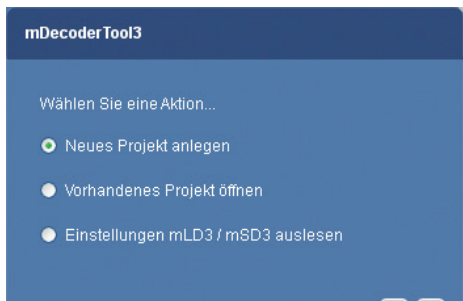 mDecoderTool3
Wählen Sie eine Aktion...
Neues Projekt anlegen
Vorhandenes Projekt öffnen
Einstellungen mLD3 / mSD3 auslesen